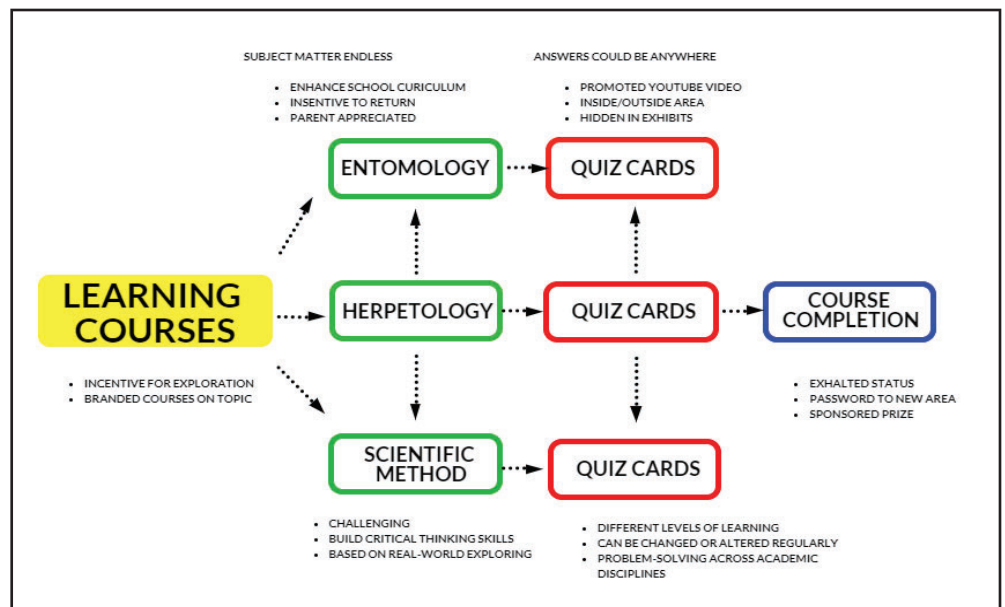 SUBJECT MATTER ENDLESS
• ENHANCE SCHOOL CURICULUM
• INSENTIVE TO RETURN
• PARENT APPRECIATED
ANSWERS COULD BE ANYWHERE
• PROMOTED YOUTUBE VIDEO
• INSIDE/OUTSIDE AREA
• HIDDEN IN EXHIBITS
ENTOMOLOGY
QUIZ CARDS
LEARNING
COURSES
• INCENTIVE FOR EXPLORATION
• BRANDED COURSES ON TOPIC
HERPETOLOGY
QUIZ CARDS
COURSE
COMPLETION
• EXHALTED STATUS
• PASSWORD TO NEW AREA
• SPONSORED PRIZE
SCIENTIFIC
METHOD
QUIZ CARDS
• CHALLENGING
• BUILD CRITICAL THINKING SKILLS
• BASED ON REAL-WORLD EXPLORING
• DIFFERENT LEVELS OF LEARNING
• CAN BE CHANGED OR ALTERED REGULARLY
• PROBLEM-SOLVING ACROSS ACADEMIC
DISCIPLINES